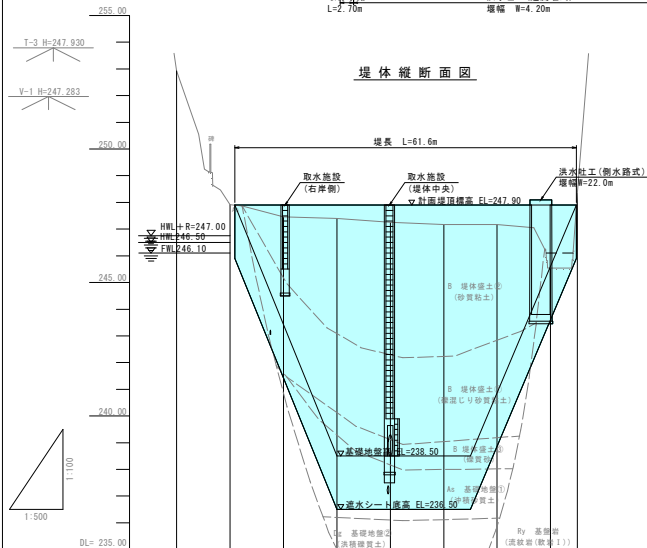 L=2.70m
堰幅 W=4.20m
255.00
T-3 H=247.930
V-1 H=247.283
堤体縦断面図
250.00
堤長 L=61.6m
取水施設
(右岸側)
取水施設
(堤体中央)
洪水吐工(側水路式)
堰幅W=22.0m
計画堤頂標高 EL=247.90
HWL+R=247.00
HWL246.50
FWL246.10
245.00
B 堤体盛土
(砂質粘土)
B 堤体盛土
(礫混じり砂質粘土)
240.00
B 堤体盛土
(礫質砂)
基礎地盤 EL=238.50
As 基礎地盤①
(沖積砂質土
遮水シート底高 EL=236.50
Dg 基礎地盤②
(洪積礫質土)
Ry 基盤岩
(流紋岩(軟岩Ⅰ))
1:100
1:500
DL= 235.00